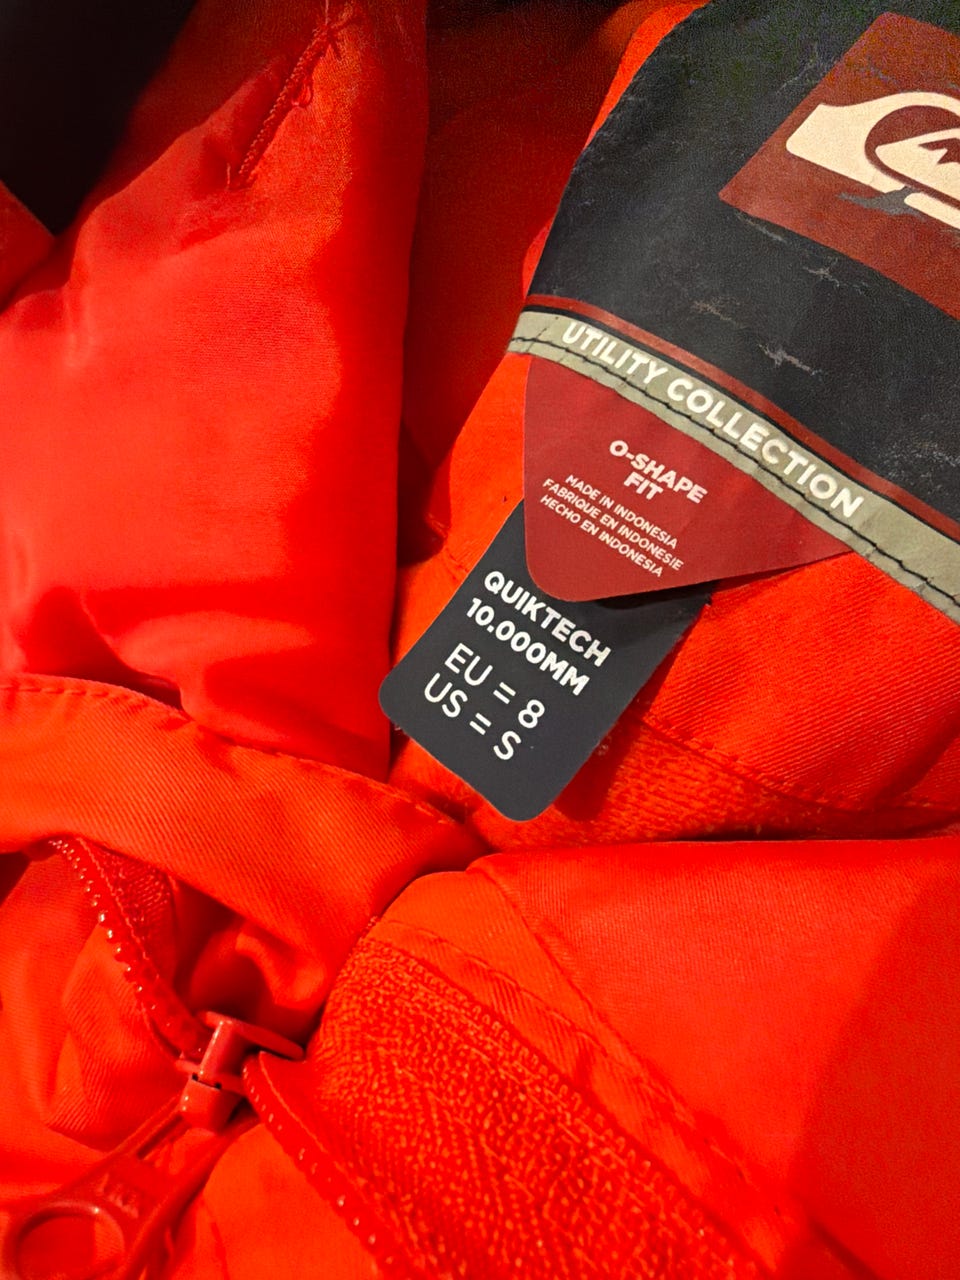 UTILITY COLLECTION
O-SHAPE
FIT
MADE IN INDONESIA
FABRIQUE EN INDONESIE
HECHO EN INDONESIA
QUIKTECH
10.000MM
EU = 8
US = S